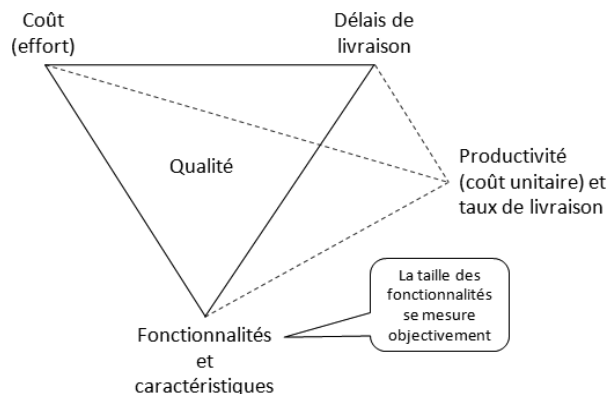 Coût
(effort)
Délais de
livraison
Qualité
Productivité
(coût unitaire) et
taux de livraison
La taille des
fonctionnalités
se mesure
objectivement
Fonctionnalités
et
caractéristiques